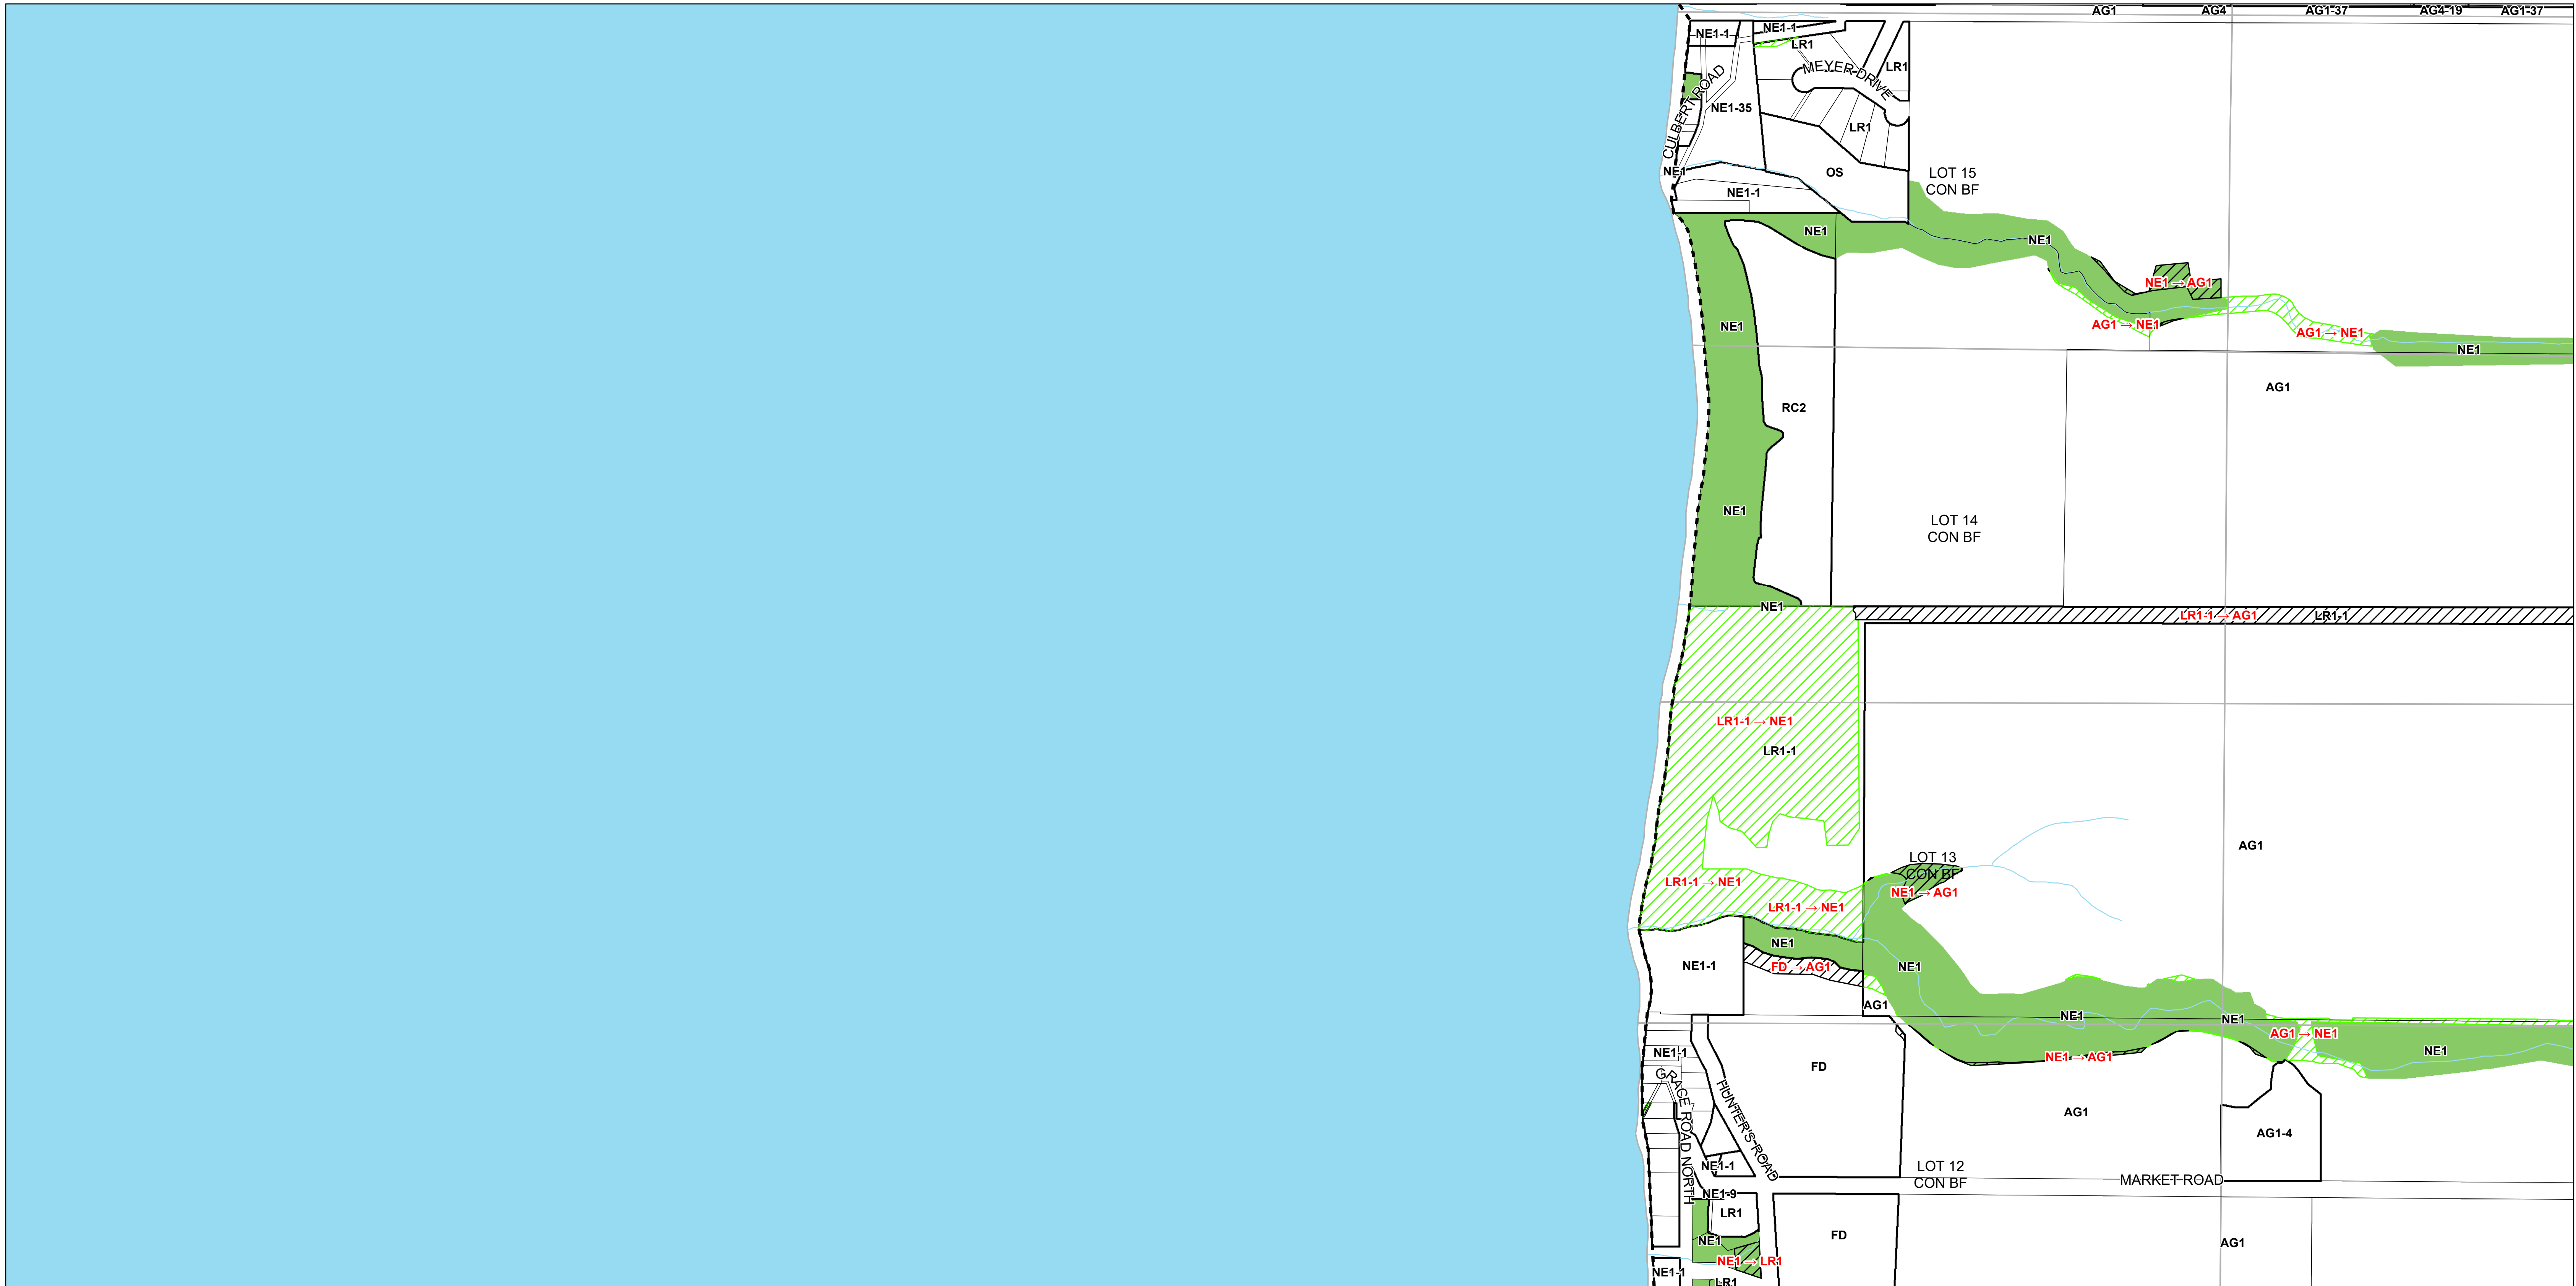 AG1
AG4
AG1-37
AG4-19
AG1-37
NE1-1
NE1-1
LR1
MEYER DRIVE
LR1
CULBERT ROAD
NE1-35
LR1
NE1
OS
LOT 15
CON BF
NE1-1
NE1
NE1
NE1 → AG1
NE1
AG1 → NE1
AG1 → NE1
NE1
AG1
RC2
NE1
LOT 14
CON BF
NE1
LR1-1 → AG1
LR1-1
LR1-1 → NE1
LR1-1
AG1
LOT 13
CON BF
LR1-1 → NE1
NE1 → AG1
LR1-1 → NE1
NE1
NE1-1
FD → AG1
NE1
AG1
NE1
NE1
AG1 → NE1
NE1-1
NE1 → AG1
NE1
FD
GRACE ROAD NORTH
HUNTER'S ROAD
AG1
AG1-4
NE1-1
LOT 12
CON BF
MARKET ROAD
NE1-9
LR1
FD
NE1
AG1
NE1 → LR1
NE1-1
LR1